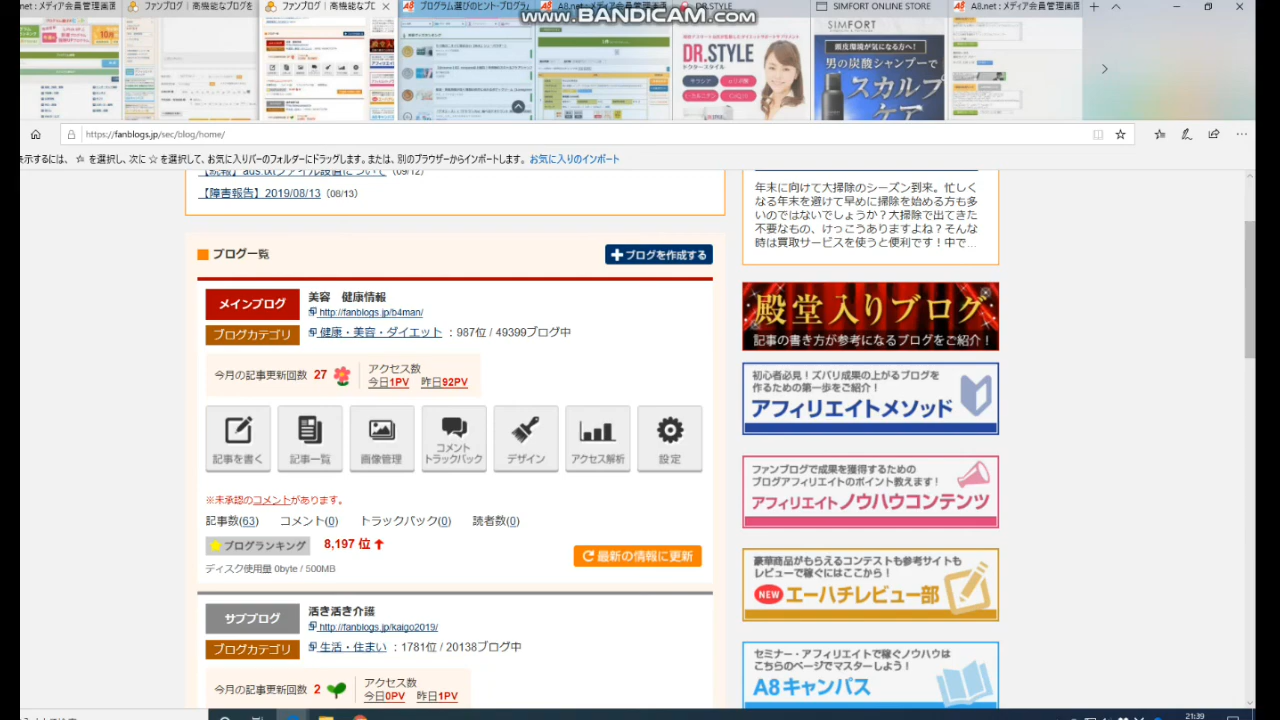 net：メディア会員管理画面
ファンブログ｜高機能なブログを
ファンブログ｜高機能なブ
プログラム選びのヒント-プログラム
A8.net：メディア会員管理画面
DR.STYLE
STORE
A8.net：メディア会員管理画面
WWW.BANDICAM.COM
DR.STYLE
ドクタースタイル
COMFORT
頭皮環境が気になる方へ！
男の炭酸シャンプーで
https://fanblogs.jp/sec/blog/home/
表示するには、☆ を選択し、次に ☆ を選択して、お気に入りバーのフォルダーにドラッグします。または、別のブラウザーからインポートします。 お気に入りのインポート
【続報】ads.txtファイル設置について (09/12)
【障害報告】2019/08/13 (08/13)
ブログ一覧
ブログを作成する
メインブログ
美容　健康情報
http://fanblogs.jp/b4man/
ブログカテゴリ
健康・美容・ダイエット ：987位 / 49399ブログ中
今月の記事更新回数 27
アクセス数
今日1PV 昨日92PV
記事を書く
記事一覧
画像管理
コメント
トラックバック
デザイン
アクセス解析
設定
※未承認のコメントがあります。
記事数(63) コメント(0) トラックバック(0) 読者数(0)
ブログランキング 8,197 位
最新の情報に更新
ディスク使用量 0byte / 500MB
サブブログ
活き活き介護
http://fanblogs.jp/kaigo2019/
ブログカテゴリ
生活・住まい ：1781位 / 20138ブログ中
今月の記事更新回数 2
アクセス数
今日0PV 昨日1PV
年末に向けて大掃除のシーズン到来。忙しく
なる年末を避けて早めに掃除を始める方も多
いのではないでしょうか？大掃除で出てきた
不要なもの、けっこうありますよね？そんな
時は買取サービスを使うと便利です！中で…
殿堂入りブログ
記事の書き方が参考になるブログをご紹介！
初心者必見！ズバリ成果の上がるブログを
作るための第一歩をご紹介！
アフィリエイトメソッド
ファンブログで成果を獲得するための
ブログアフィリエイトのポイント教えます！
アフィリエイトノウハウコンテンツ
豪華商品がもらえるコンテストも参考サイトも
レビューで稼ぐにはここから！
NEW エーハチレビュー部
セミナー・アフィリエイトで稼ぐノウハウは
こちらのページでマスターしよう！
A8キャンパス
21:39